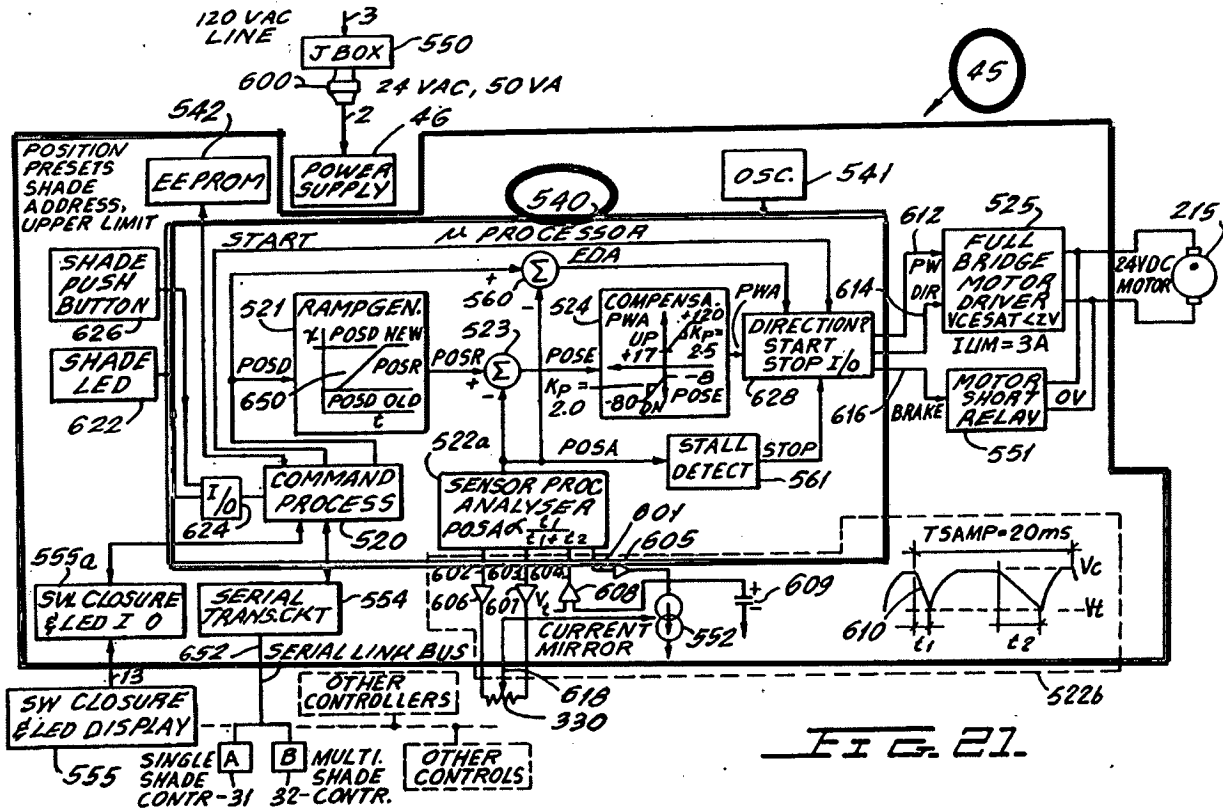 120 VAC
LINE
3
J BOX
550
600
24 VAC, 50 VA
2
46
45
542
POSITION
PRESETS
SHADE
ADDRESS,
UPPER LIMIT
EEPROM
POWER
SUPPLY
540
OSC.
541
START
µ PROCESSOR
SHADE
PUSH
BUTTON
626
SHADE
LED
622
521
RAMPGEN.
POSD NEW
POSR
650
POSD OLD
t
POSD
POSR
+
Σ
-
560
EDA
523
+
Σ
-
POSE
524
COMPENSA.
PWA
+120
UP
+17
KP=
2.5
KP=
2.0
-80
DN
-8
POSE
PWA
DIRECTION?
START
STOP I/O
628
612
PW
DIR
614
616
BRAKE
525
FULL
BRIDGE
MOTOR
DRIVER
VCESAT<2V
ILIM=3A
24VDC
MOTOR
215
MOTOR
SHORT
RELAY
OV
551
I/O
624
COMMAND
PROCESS
520
522a
SENSOR PROC
ANALYSER
POSA∝ t1/t1+t2
POSA
STALL
DETECT
STOP
561
601
605
602
603
604
606
607
Vt
608
+
-
609
552
CURRENT
MIRROR
TSAMP=20ms
Vc
Vt
610
t1
t2
522b
555a
SW. CLOSURE
& LED I O
SERIAL
TRANS.CKT
554
652
SERIAL LINK BUS
13
SW CLOSURE
& LED DISPLAY
555
OTHER
CONTROLLERS
618
330
OTHER
CONTROLS
A
B
SINGLE
SHADE
CONTR-31
MULTI.
SHADE
32-CONTR.
FIG. 21.